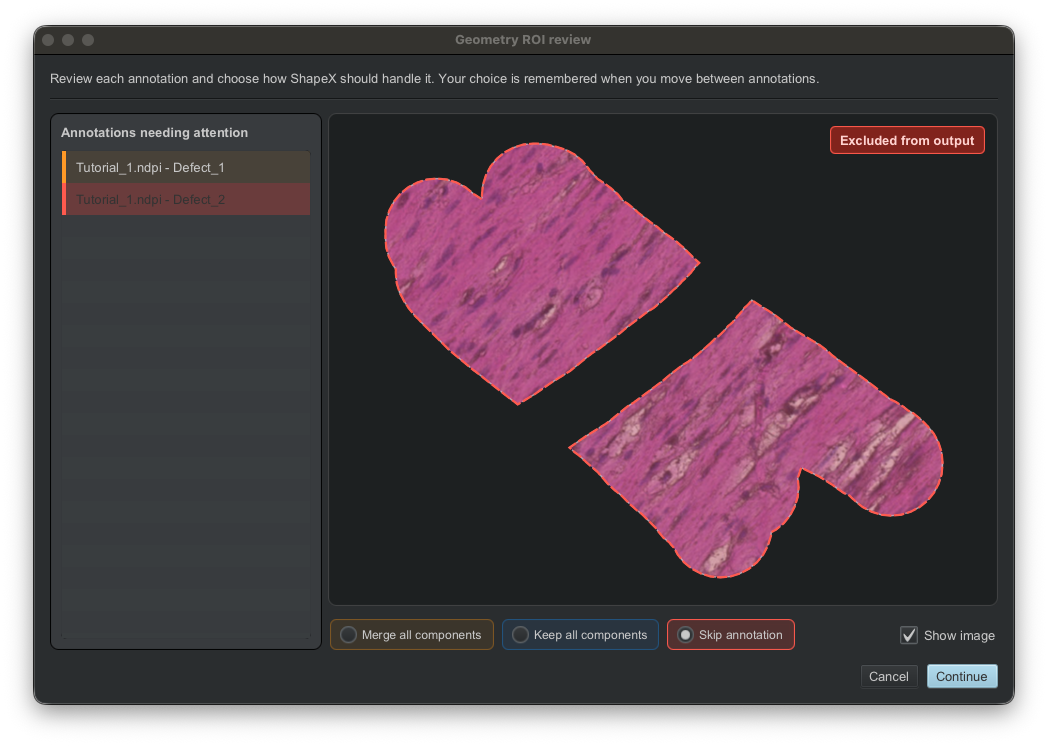 Geometry ROI review
Review each annotation and choose how ShapeX should handle it. Your choice is remembered when you move between annotations.
Annotations needing attention
Tutorial_1.ndpi - Defect_1
Tutorial_1.ndpi - Defect_2
Excluded from output
Merge all components
Keep all components
Skip annotation
Show image
Cancel
Continue